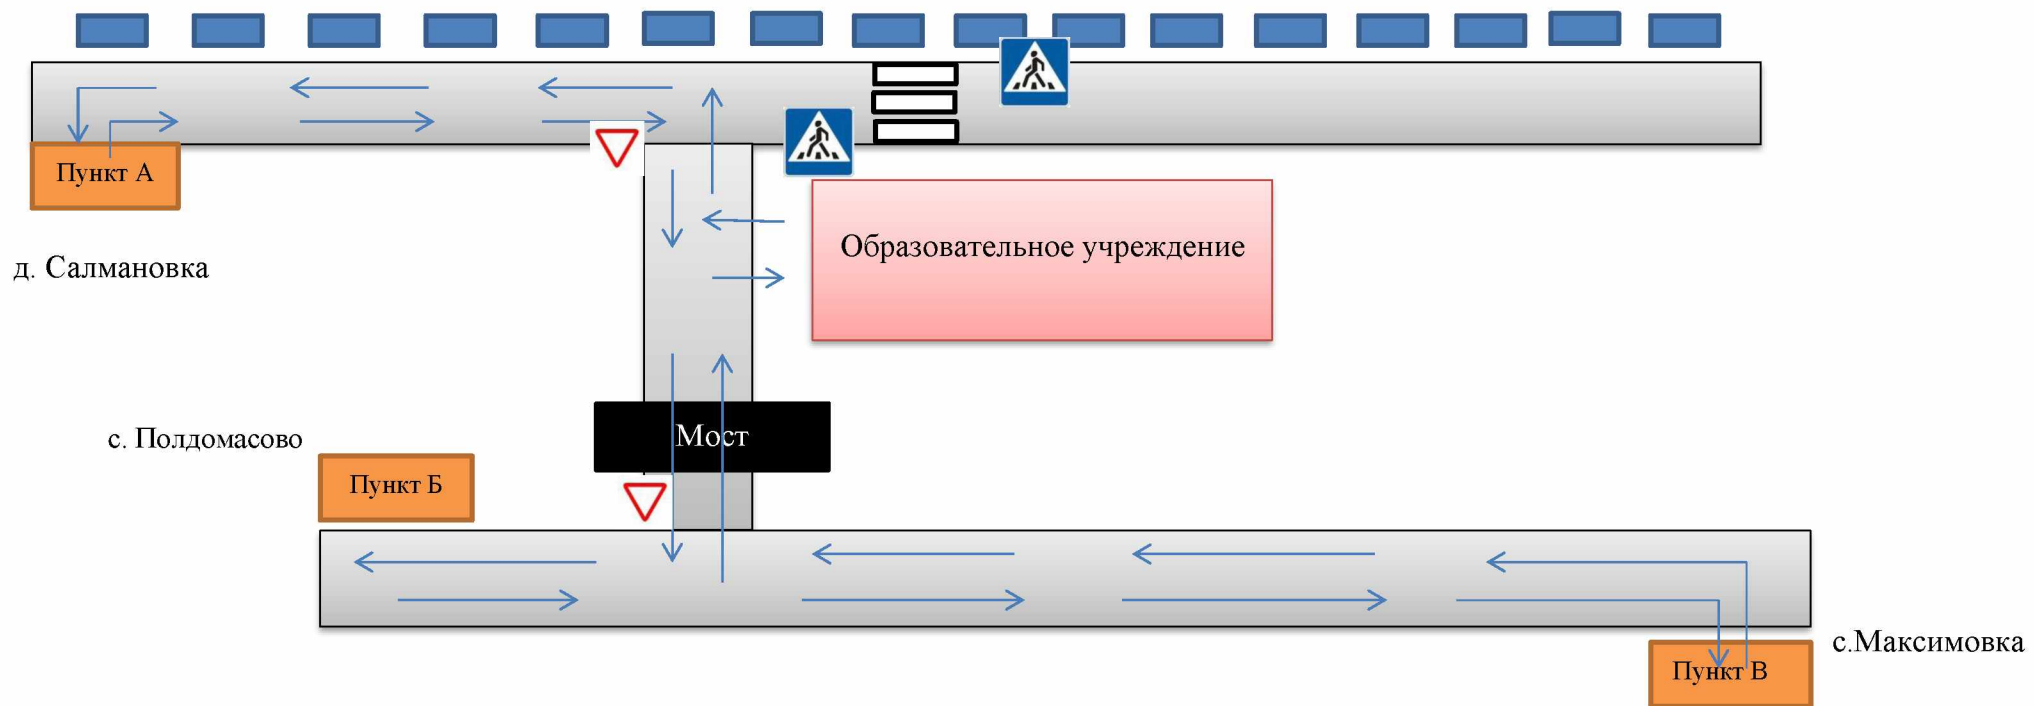 Пункт А
Образовательное учреждение
д. Салмановка
Мост
с. Полдомасово
Пункт Б
с.Максимовка
Пункт В